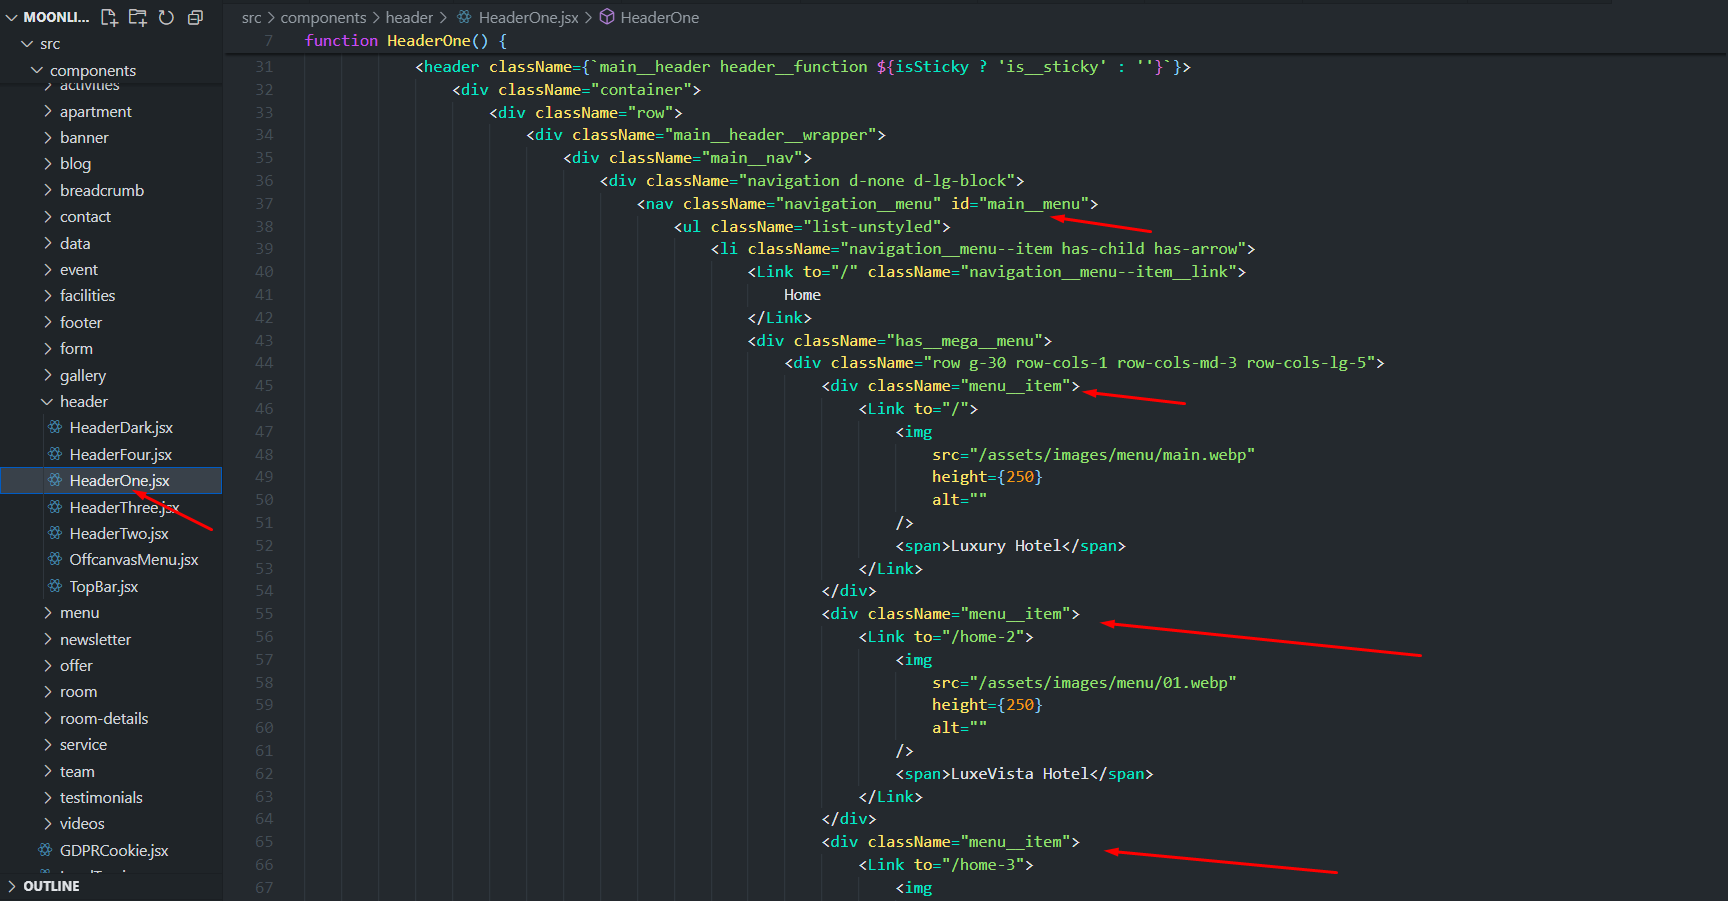 MOONLI...
src
components
activities
apartment
banner
blog
breadcrumb
contact
data
event
facilities
footer
form
gallery
header
HeaderDark.jsx
HeaderFour.jsx
HeaderOne.jsx
HeaderThree.jsx
HeaderTwo.jsx
OffcanvasMenu.jsx
TopBar.jsx
menu
newsletter
offer
room
room-details
service
team
testimonials
videos
GDPRCookie.jsx
OUTLINE
src > components > header > HeaderOne.jsx > HeaderOne
7 function HeaderOne() {
31 <header className={`main__header header__function ${isSticky ? 'is__sticky' : ''}`}>
32 <div className="container">
33 <div className="row">
34 <div className="main__header__wrapper">
35 <div className="main__nav">
36 <div className="navigation d-none d-lg-block">
37 <nav className="navigation__menu" id="main__menu">
38 <ul className="list-unstyled">
39 <li className="navigation__menu--item has-child has-arrow">
40 <Link to="/" className="navigation__menu--item__link">
41 Home
42 </Link>
43 <div className="has__mega__menu">
44 <div className="row g-30 row-cols-1 row-cols-md-3 row-cols-lg-5">
45 <div className="menu__item">
46 <Link to="/">
47 <img
48 src="/assets/images/menu/main.webp"
49 height={250}
50 alt=""
51 />
52 <span>Luxury Hotel</span>
53 </Link>
54 </div>
55 <div className="menu__item">
56 <Link to="/home-2">
57 <img
58 src="/assets/images/menu/01.webp"
59 height={250}
60 alt=""
61 />
62 <span>LuxeVista Hotel</span>
63 </Link>
64 </div>
65 <div className="menu__item">
66 <Link to="/home-3">
67 <img